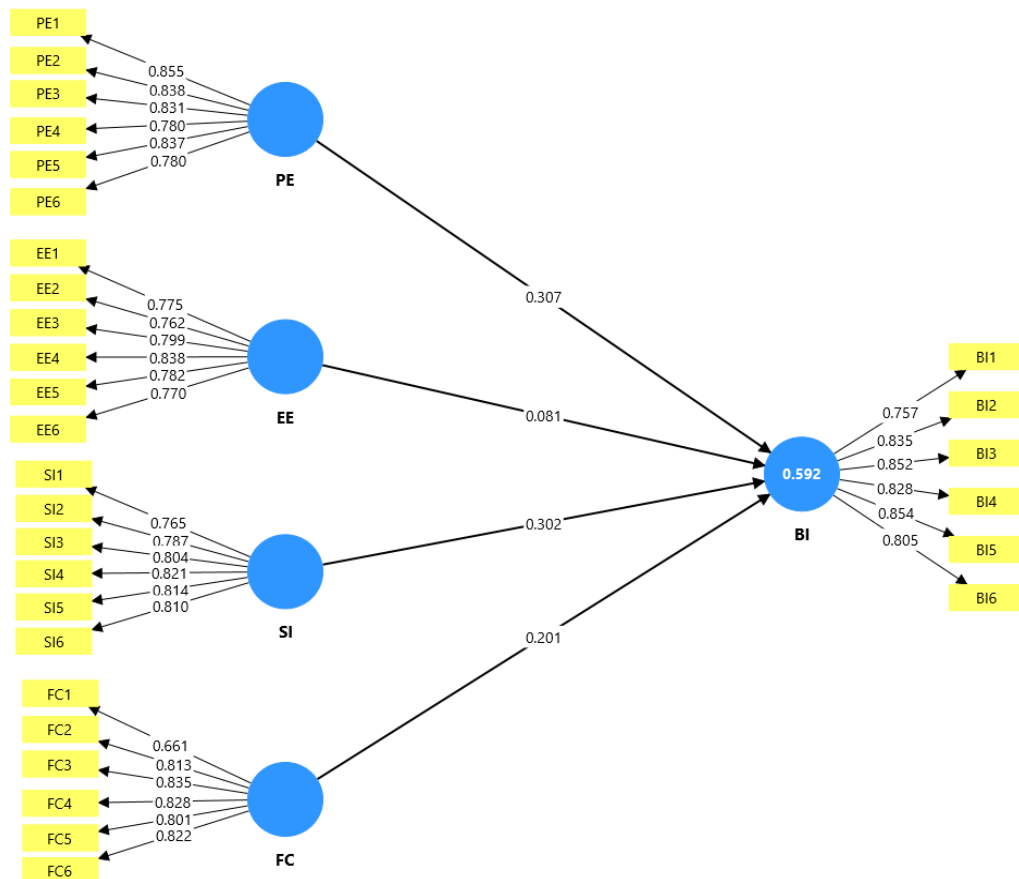 PE1
PE2
PE3
PE4
PE5
PE6
0.855
0.838
0.831
0.780
0.837
0.780
PE
0.307
EE1
EE2
EE3
EE4
EE5
EE6
0.775
0.762
0.799
0.838
0.782
0.770
EE
0.081
SI1
SI2
SI3
SI4
SI5
SI6
0.765
0.787
0.804
0.821
0.814
0.810
SI
0.302
FC1
FC2
FC3
FC4
FC5
FC6
0.661
0.813
0.835
0.828
0.801
0.822
FC
0.201
0.592
BI
0.757
0.835
0.852
0.828
0.854
0.805
BI1
BI2
BI3
BI4
BI5
BI6